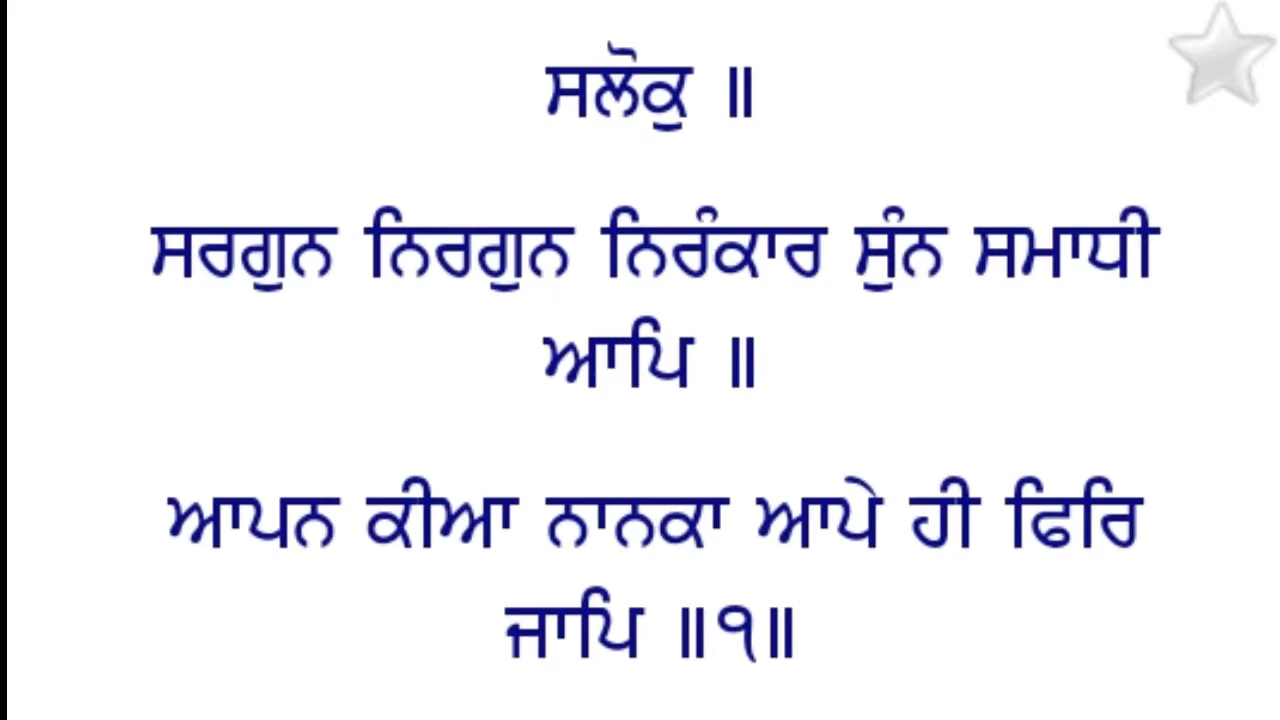 ਸਲੋਕੁ ॥
ਸਰਗੁਨ ਨਿਰਗੁਨ ਨਿਰੰਕਾਰ ਸੁੰਨ ਸਮਾਧੀ
ਆਪਿ ॥
ਆਪਨ ਕੀਆ ਨਾਨਕਾ ਆਪੇ ਹੀ ਫਿਰਿ
ਜਾਪਿ ॥੧॥